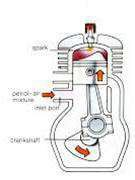 spark
petrol-air
mixture
inlet port
crankshaft